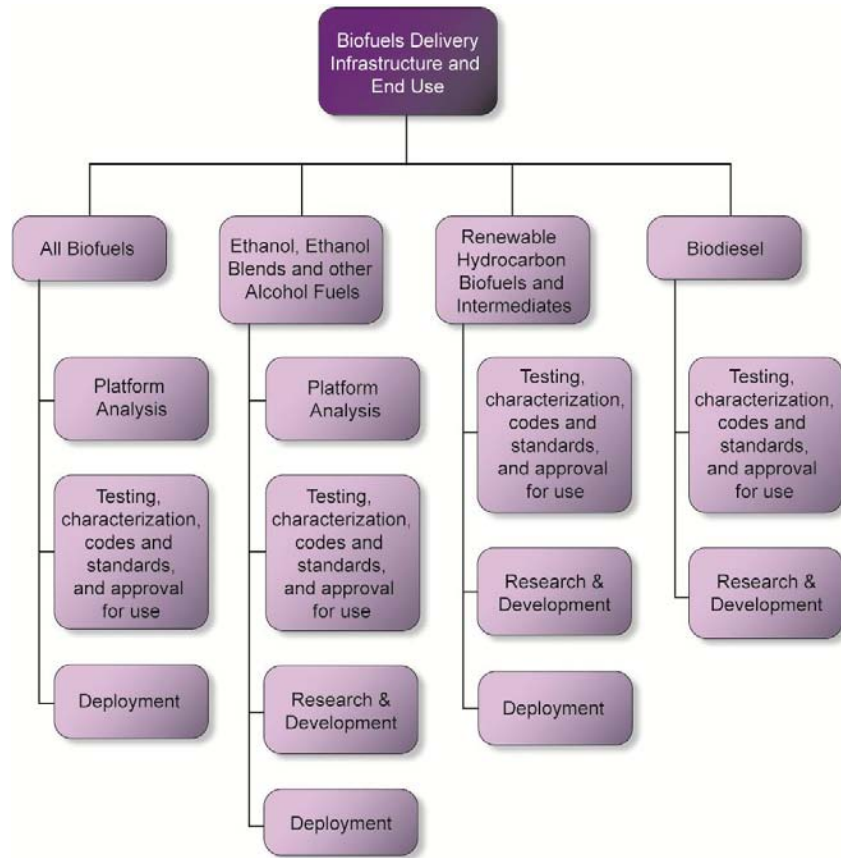 Biofuels Delivery
Infrastructure and
End Use
All Biofuels
Platform
Analysis
Testing,
characterization,
codes and
standards,
and approval
for use
Deployment
Ethanol, Ethanol
Blends and other
Alcohol Fuels
Platform
Analysis
Testing,
characterization,
codes and
standards,
and approval
for use
Research &
Development
Deployment
Renewable
Hydrocarbon
Biofuels and
Intermediates
Testing,
characterization,
codes and
standards,
and approval
for use
Research &
Development
Deployment
Biodiesel
Testing,
characterization,
codes and
standards,
and approval
for use
Research &
Development